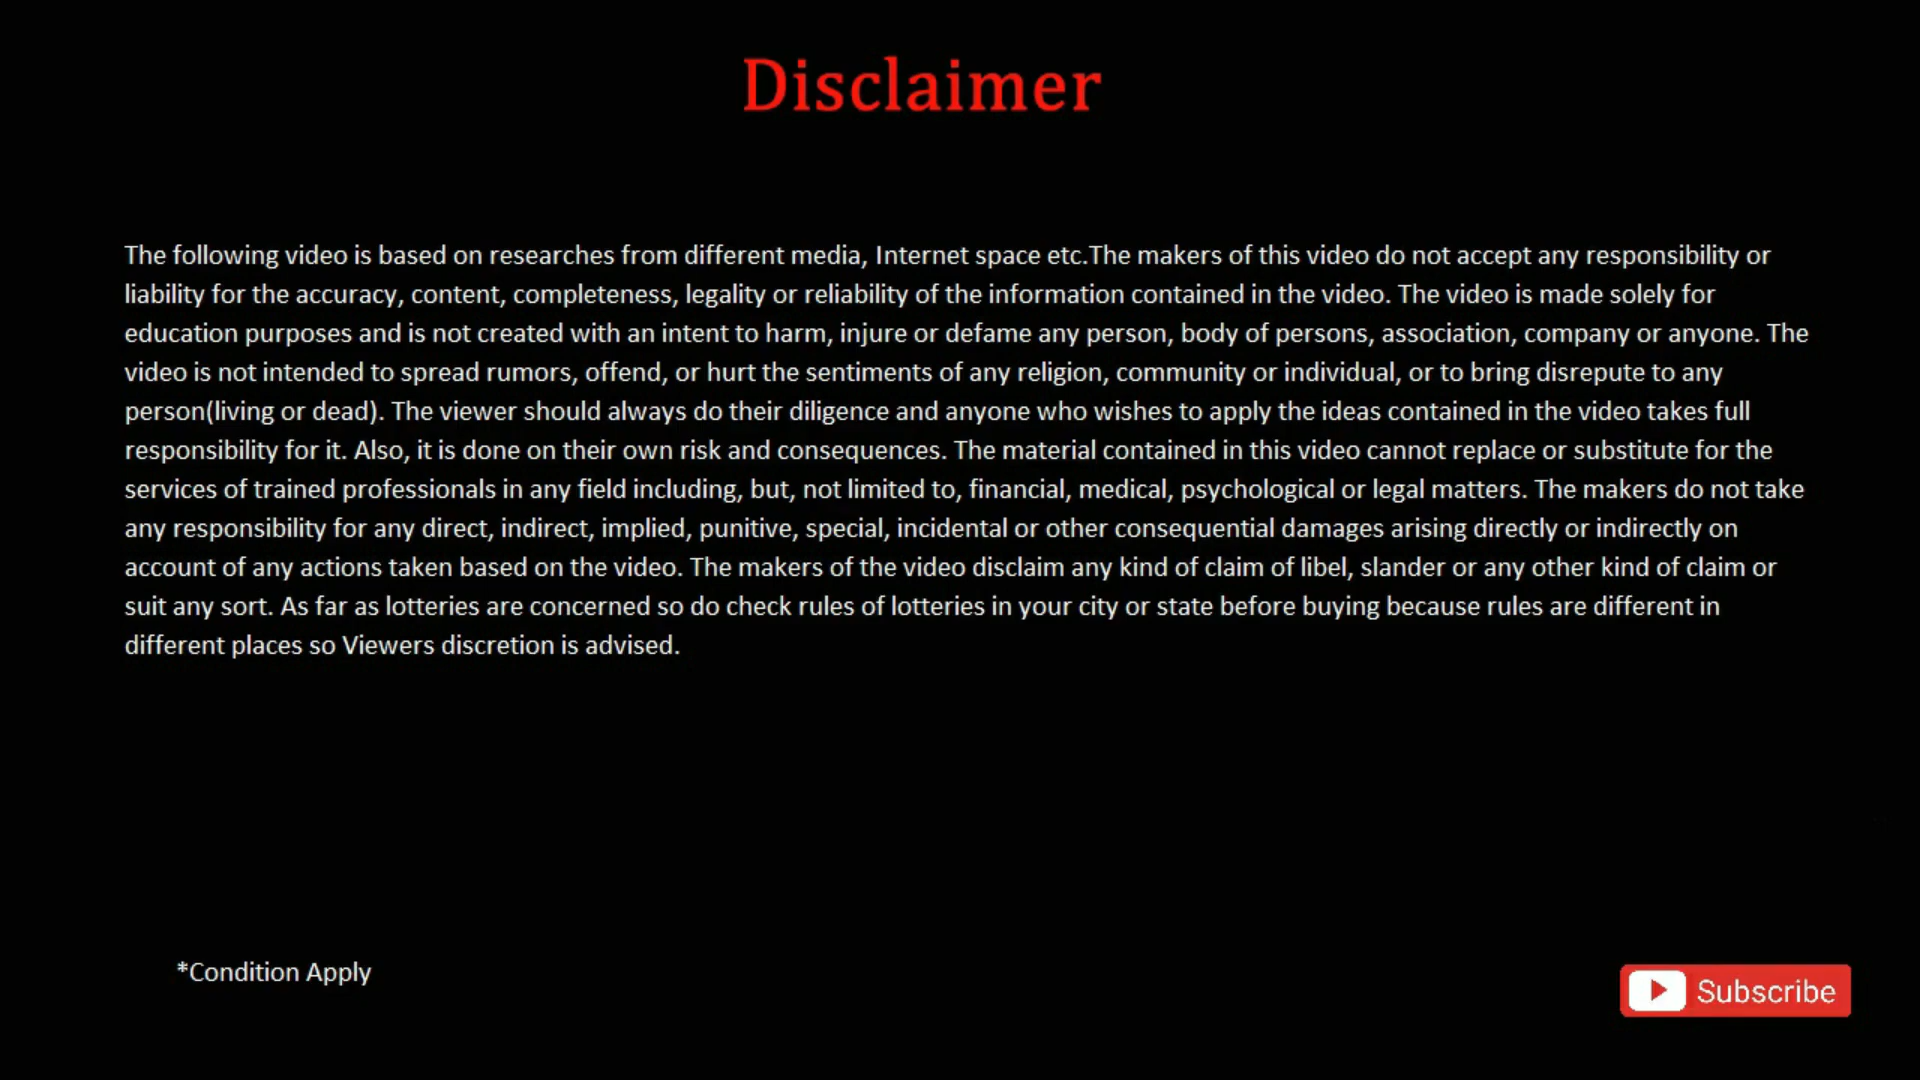 Disclaimer
The following video is based on researches from different media, Internet space etc.The makers of this video do not accept any responsibility or
liability for the accuracy, content, completeness, legality or reliability of the information contained in the video. The video is made solely for
education purposes and is not created with an intent to harm, injure or defame any person, body of persons, association, company or anyone. The
video is not intended to spread rumors, offend, or hurt the sentiments of any religion, community or individual, or to bring disrepute to any
person(living or dead). The viewer should always do their diligence and anyone who wishes to apply the ideas contained in the video takes full
responsibility for it. Also, it is done on their own risk and consequences. The material contained in this video cannot replace or substitute for the
services of trained professionals in any field including, but, not limited to, financial, medical, psychological or legal matters. The makers do not take
any responsibility for any direct, indirect, implied, punitive, special, incidental or other consequential damages arising directly or indirectly on
account of any actions taken based on the video. The makers of the video disclaim any kind of claim of libel, slander or any other kind of claim or
suit any sort. As far as lotteries are concerned so do check rules of lotteries in your city or state before buying because rules are different in
different places so Viewers discretion is advised.
*Condition Apply
Subscribe